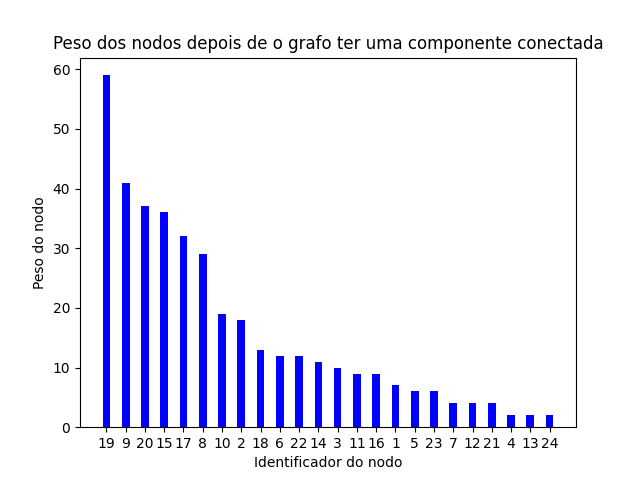 Peso dos nodos depois de o grafo ter uma componente conectada
60
50
40
30
20
10
0
Peso do nodo
19 9 20 15 17 8 10 2 18 6 22 14 3 11 16 1 5 23 7 12 21 4 13 24
Identificador do nodo